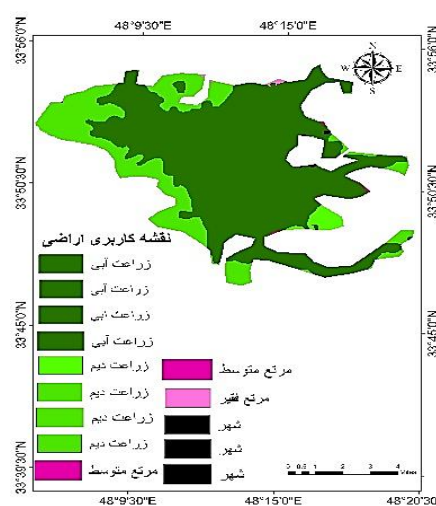 48°9'30"E 48°15'0"E
33°56'0"N 33°56'0"N
N
W E
S
33°50'30"N 33°50'30"N
نقشه کاربری اراضی
زراعت آبی
زراعت آبی
زراعت آبی
زراعت آبی
33°45'0"N 33°45'0"N
زراعت دیم
زراعت دیم
زراعت دیم
زراعت دیم
مرتع متوسط
مرتع متوسط
مرتع فقیر
شهر
شهر
شهر
33°39'30"N 33°39'30"N
0 0.5 1 2 3 4
Miles
48°9'30"E 48°15'0"E 48°20'30"E